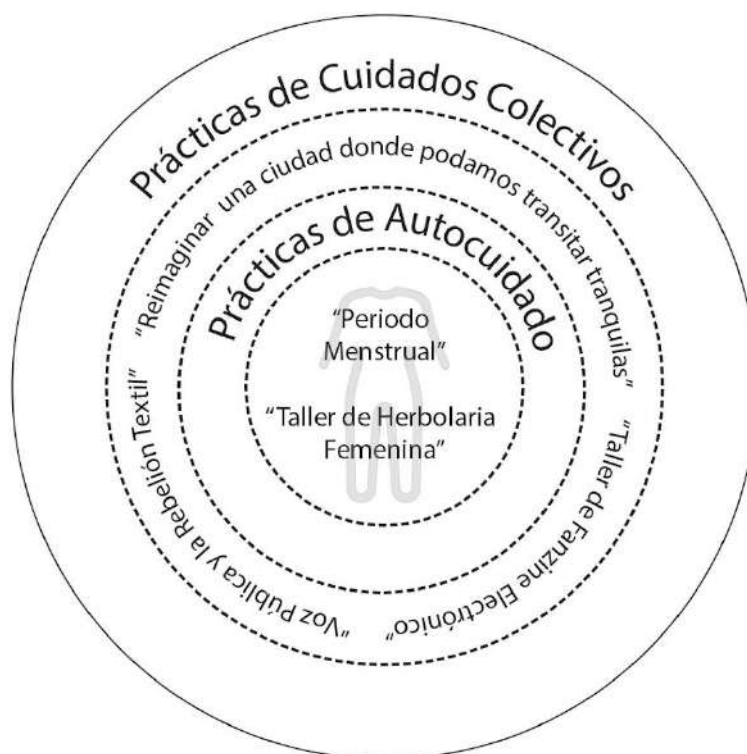 Prácticas de Cuidados Colectivos
“Reimaginar una ciudad donde podamos transitar tranquilas”
“Taller de Fanzine Electrónico”
“Voz Pública y la Rebelión Textil”
Prácticas de Autocuidado
“Periodo
Menstrual”
“Taller de Herbolaria
Femenina”